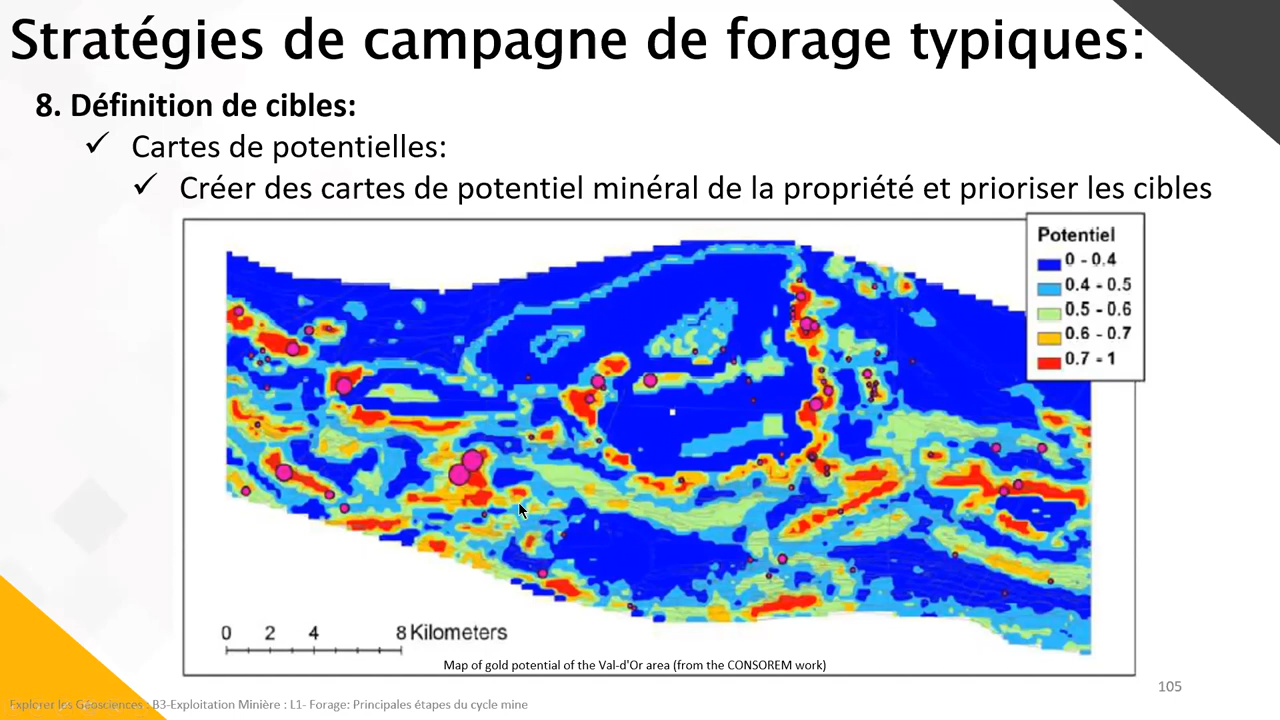 Stratégies de campagne de forage typiques:
8. Définition de cibles:
✓ Cartes de potentielles:
✓ Créer des cartes de potentiel minéral de la propriété et prioriser les cibles
Potentiel
0 - 0.4
0.4 - 0.5
0.5 - 0.6
0.6 - 0.7
0.7 - 1
0 2 4 8 Kilometers
Map of gold potential of the Val-d'Or area (from the CONSOREM work)
105
Explorer les Géosciences : B3-Exploitation Minière : L1- Forage: Principales étapes du cycle mine